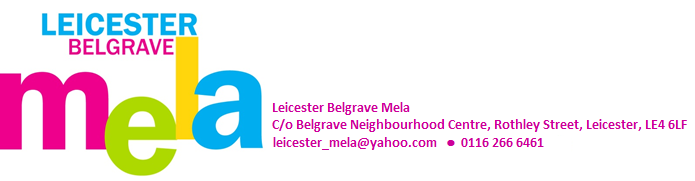 LEICESTER
BELGRAVE
mela
Leicester Belgrave Mela
C/o Belgrave Neighbourhood Centre, Rothley Street, Leicester, LE4 6LF
leicester_mela@yahoo.com ● 0116 266 6461